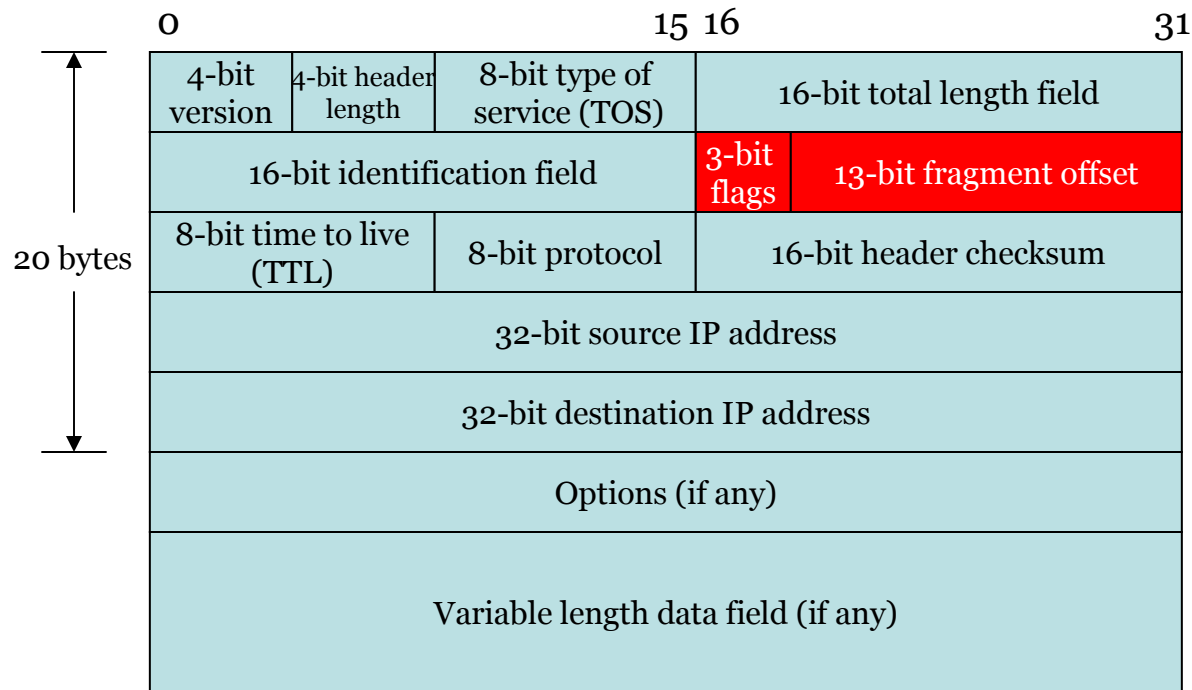 0 15 16 31
4-bit
version
4-bit header
length
8-bit type of
service (TOS)
16-bit total length field
16-bit identification field
3-bit
flags
13-bit fragment offset
8-bit time to live
(TTL)
8-bit protocol
16-bit header checksum
20 bytes
32-bit source IP address
32-bit destination IP address
Options (if any)
Variable length data field (if any)